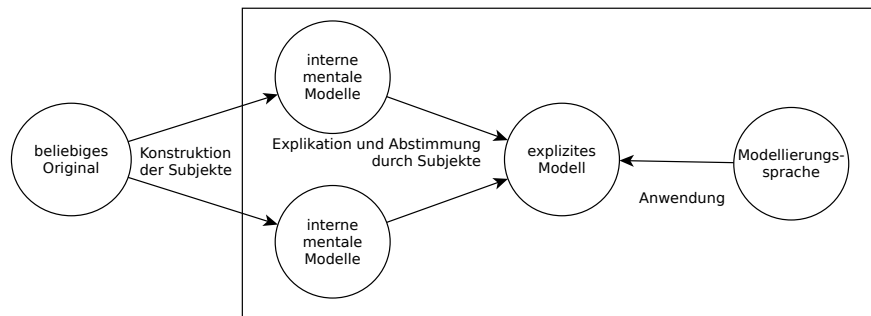 interne
mentale
Modelle
beliebiges
Original
Konstruktion
der Subjekte
Explikation und Abstimmung
durch Subjekte
explizites
Modell
Modellierungs-
sprache
Anwendung
interne
mentale
Modelle